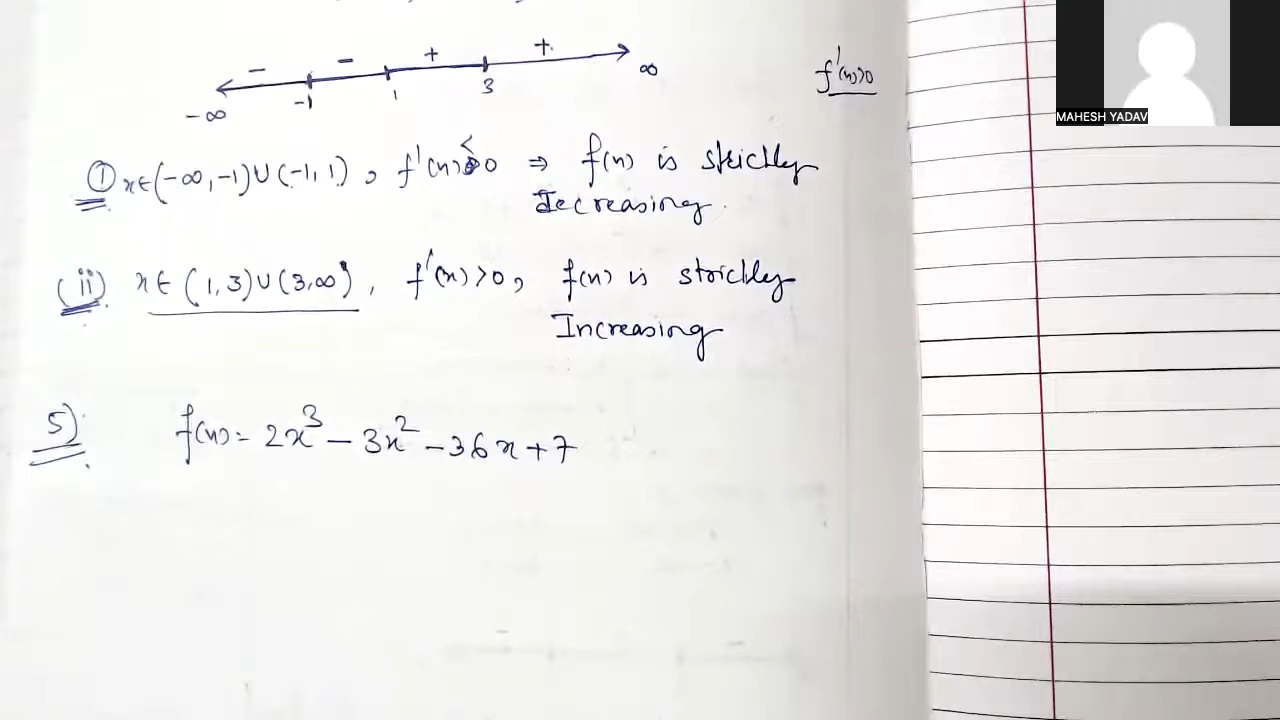 - - + +
-∞ -1 1 3 ∞
f'(x)>0
MAHESH YADAV
① x∈(-∞,-1)∪(-1,1), f'(x)<0 ⇒ f(x) is strictly
Decreasing.
(ii) x∈(1,3)∪(3,∞), f'(x)>0, f(x) is strictly
Increasing
5) f(x)= 2x³-3x²-36x+7